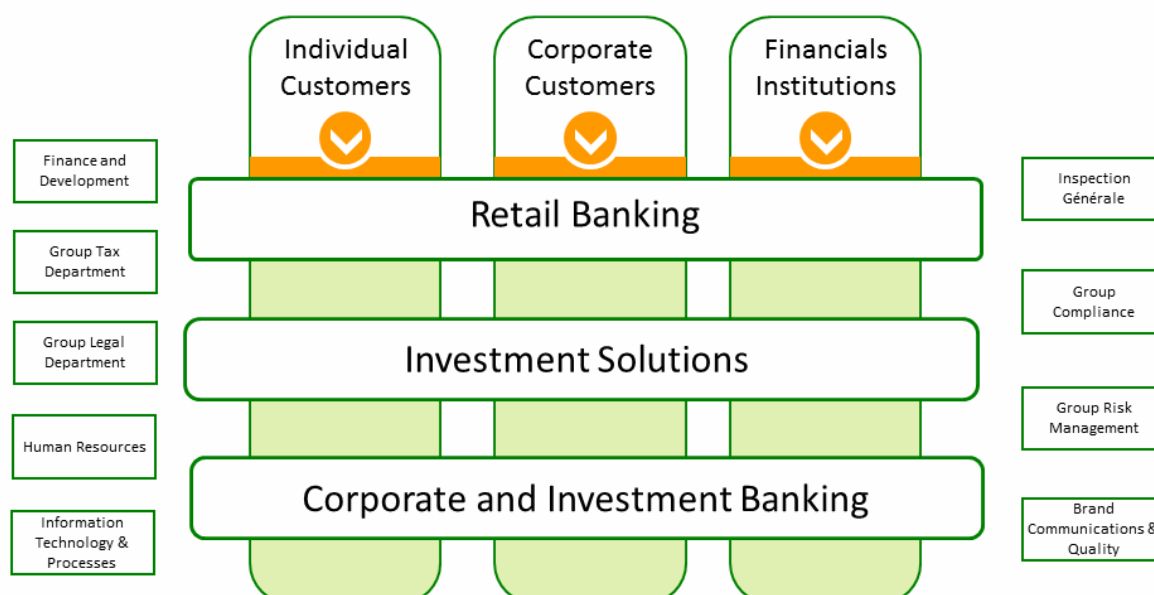 Individual
Customers
Corporate
Customers
Financials
Institutions
Finance and
Development
Group Tax
Department
Group Legal
Department
Human Resources
Information
Technology &
Processes
Retail Banking
Investment Solutions
Corporate and Investment Banking
Inspection
Générale
Group
Compliance
Group Risk
Management
Brand
Communications &
Quality